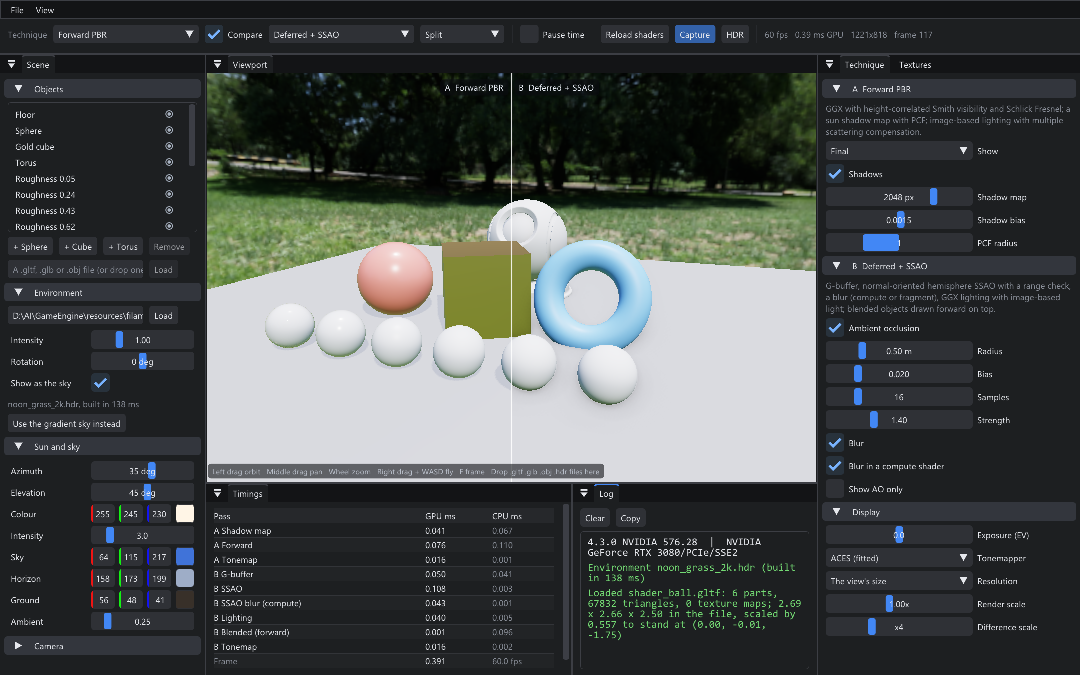 File View
Technique Forward PBR Compare Deferred + SSAO Split Pause time Reload shaders Capture HDR 60 fps 0.39 ms GPU 1221x818 frame 117
Scene
Objects
Floor
Sphere
Gold cube
Torus
Roughness 0.05
Roughness 0.24
Roughness 0.43
Roughness 0.62
+ Sphere + Cube + Torus Remove
A .gltf, .glb or .obj file (or drop one Load
Environment
D:\AI\GameEngine\resources\filam Load
Intensity 1.00
Rotation 0 deg
Show as the sky
noon_grass_2k.hdr, built in 138 ms
Use the gradient sky instead
Sun and sky
Azimuth 35 deg
Elevation 45 deg
Colour 255 245 230
Intensity 3.0
Sky 64 115 217
Horizon 158 173 199
Ground 56 48 41
Ambient 0.25
Camera
Viewport
A Forward PBR B Deferred + SSAO
Left drag orbit Middle drag pan Wheel zoom Right drag + WASD fly F frame Drop .gltf .glb .obj .hdr files here
Timings
Pass GPU ms CPU ms
A Shadow map 0.041 0.067
A Forward 0.076 0.110
A Tonemap 0.016 0.001
B G-buffer 0.050 0.041
B SSAO 0.108 0.003
B SSAO blur (compute) 0.043 0.001
B Lighting 0.040 0.005
B Blended (forward) 0.001 0.096
B Tonemap 0.016 0.002
Frame 0.391 60.0 fps
Log
Clear Copy
4.3.0 NVIDIA 576.28 | NVIDIA
GeForce RTX 3080/PCIe/SSE2
Environment noon_grass_2k.hdr (built
in 138 ms)
Loaded shader_ball.gltf: 6 parts,
67832 triangles, 0 texture maps; 2.69
x 2.66 x 2.50 in the file, scaled by
0.557 to stand at (0.00, -0.01,
-1.75)
Technique Textures
A Forward PBR
GGX with height-correlated Smith visibility and Schlick Fresnel; a
sun shadow map with PCF; image-based lighting with multiple
scattering compensation.
Final Show
Shadows
2048 px Shadow map
0.0015 Shadow bias
1 PCF radius
B Deferred + SSAO
G-buffer, normal-oriented hemisphere SSAO with a range check,
a blur (compute or fragment), GGX lighting with image-based
light; blended objects drawn forward on top.
Ambient occlusion
0.50 m Radius
0.020 Bias
16 Samples
1.40 Strength
Blur
Blur in a compute shader
Show AO only
Display
0.0 Exposure (EV)
ACES (fitted) Tonemapper
The view's size Resolution
1.00x Render scale
x4 Difference scale